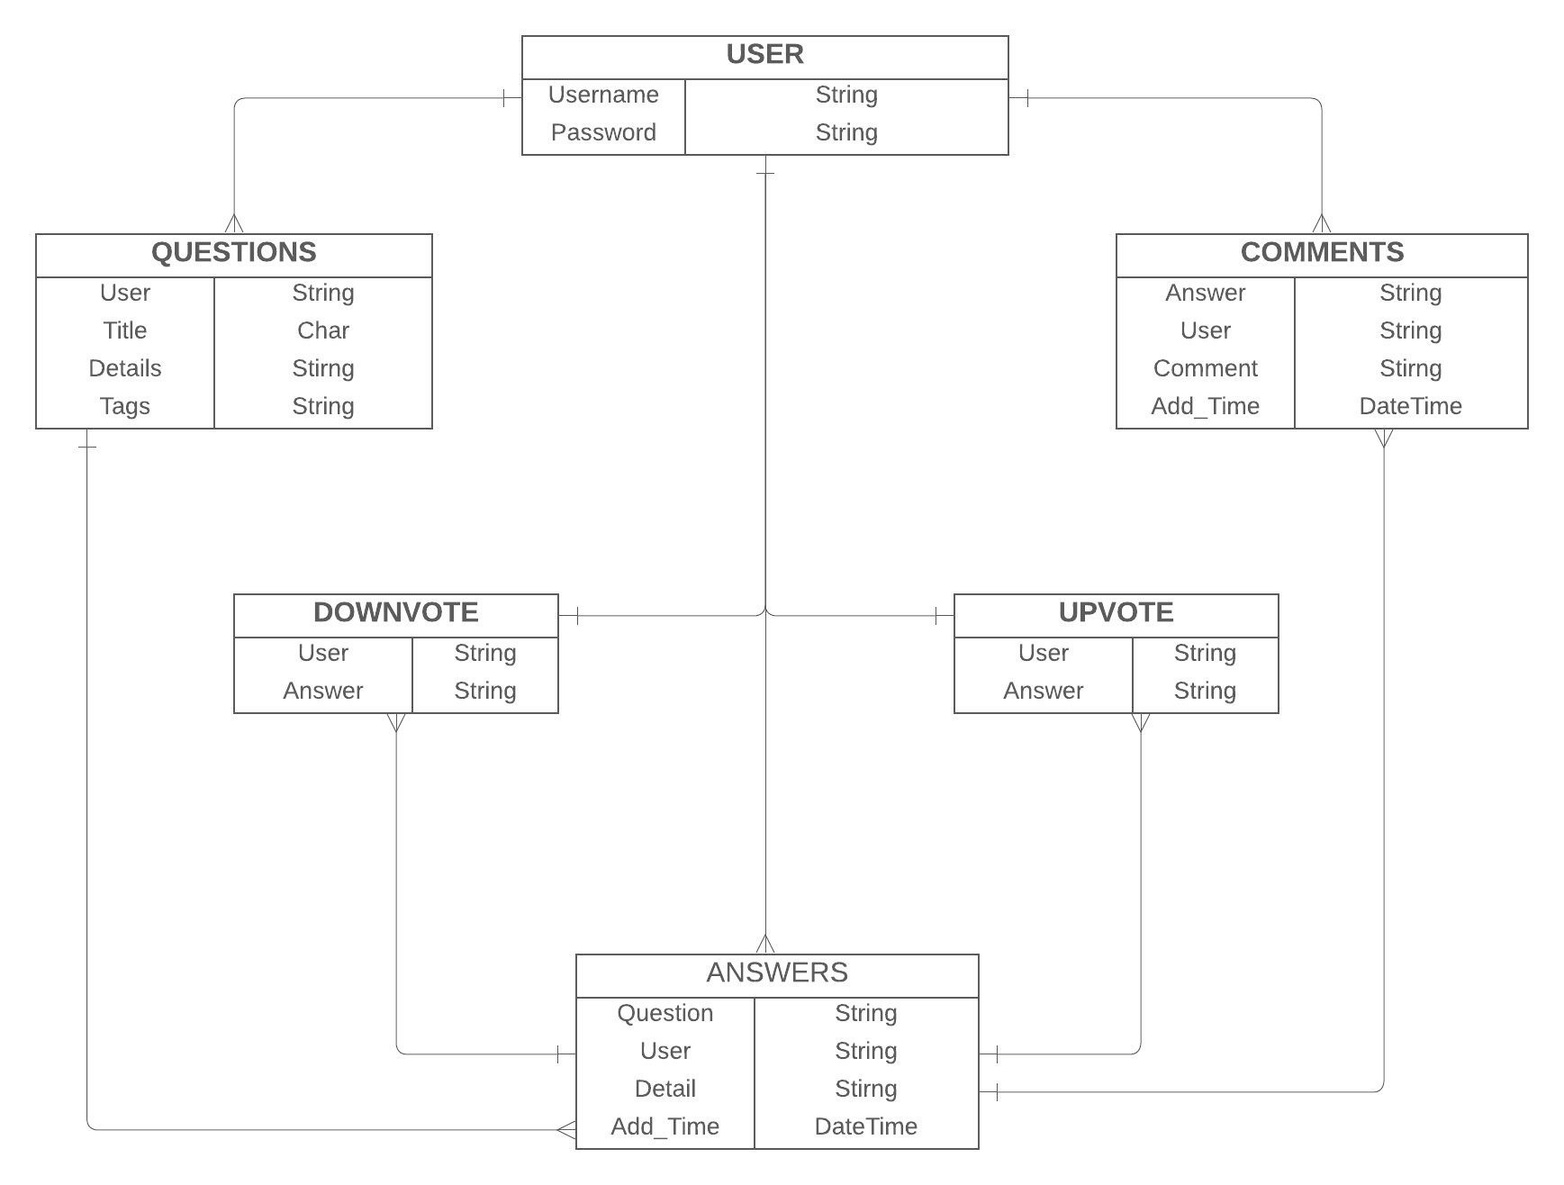 USER
Username String
Password String
QUESTIONS
User String
Title Char
Details Stirng
Tags String
COMMENTS
Answer String
User String
Comment Stirng
Add_Time DateTime
DOWNVOTE
User String
Answer String
UPVOTE
User String
Answer String
ANSWERS
Question String
User String
Detail Stirng
Add_Time DateTime